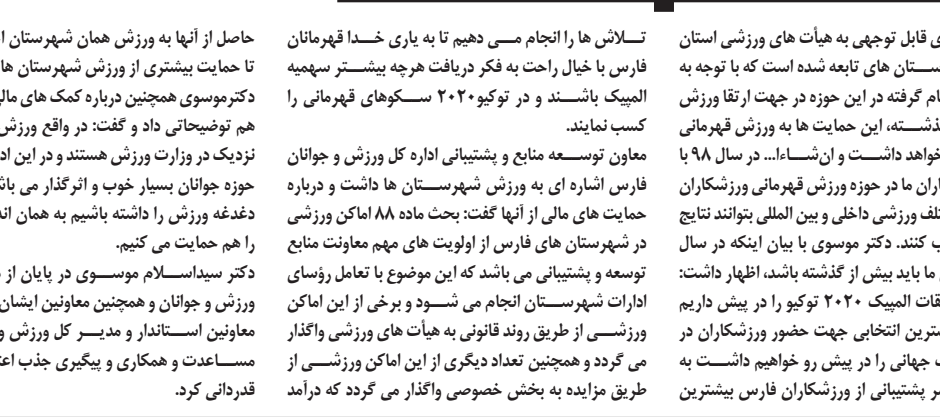 قابل توجهی به هیأت های ورزشی استان
های تابعه شده است که با توجه به
گرفته در این حوزه در جهت ارتقا ورزش
این حمایت ها به ورزش قهرمانی
داشت و ان‌شاءا... در سال ۹۸ با
ما در حوزه ورزش قهرمانی ورزشکاران
ورزشی داخلی و بین المللی بتوانند نتایج
کنند. دکتر موسوی با بیان اینکه در سال
ما باید بیش از گذشته باشد، اظهار داشت:
المپیک ۲۰۲۰ توکیو را در پیش داریم
انتخابی جهت حضور ورزشکاران در
جهانی را در پیش رو خواهیم داشت به
پشتیبانی از ورزشکاران فارس بیشترین
تلاش ها را انجام می دهیم تا به یاری خدا قهرمانان
فارس با خیال راحت به فکر دریافت هرچه بیشتر سهمیه
المپیک باشند و در توکیو۲۰۲۰ سکوهای قهرمانی را
کسب نمایند.
معاون توسعه منابع و پشتیبانی اداره کل ورزش و جوانان
فارس اشاره ای به ورزش شهرستان ها داشت و درباره
حمایت های مالی از آنها گفت: بحث ماده ۸۸ اماکن ورزشی
در شهرستان های فارس از اولویت های مهم معاونت منابع
توسعه و پشتیبانی می باشد که این موضوع با تعامل رؤسای
ادارات شهرستان انجام می شود و برخی از این اماکن
ورزشی از طریق روند قانونی به هیأت های ورزشی واگذار
می گردد و همچنین تعداد دیگری از این اماکن ورزشی از
طریق مزایده به بخش خصوصی واگذار می گردد که درآمد
حاصل از آنها به ورزش همان شهرستان
تا حمایت بیشتری از ورزش شهرستان ها
دکترموسوی همچنین درباره کمک های
هم توضیحاتی داد و گفت: در واقع ورزش
نزدیک در وزارت ورزش هستند و در این
حوزه جوانان بسیار خوب و اثرگذار می
دغدغه ورزش را داشته باشیم به همان
را هم حمایت می کنیم.
دکتر سیداسلام موسوی در پایان از
ورزش و جوانان و همچنین معاونین ایشان
معاونین استاندار و مدیر کل ورزش و
مساعدت و همکاری و پیگیری جذب
قدردانی کرد.